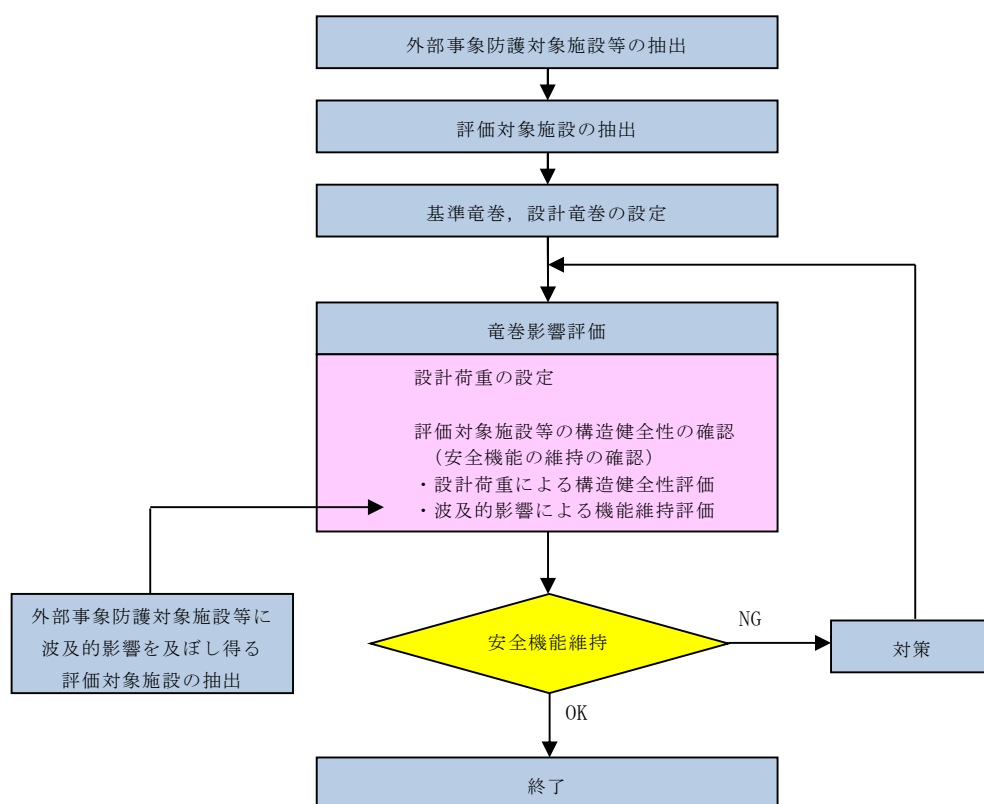 外部事象防護対象施設等の抽出
評価対象施設の抽出
基準竜巻，設計竜巻の設定
竜巻影響評価
設計荷重の設定
評価対象施設等の構造健全性の確認
（安全機能の維持の確認）
・設計荷重による構造健全性評価
・波及的影響による機能維持評価
外部事象防護対象施設等に
波及的影響を及ぼし得る
評価対象施設の抽出
安全機能維持
NG
対策
OK
終了